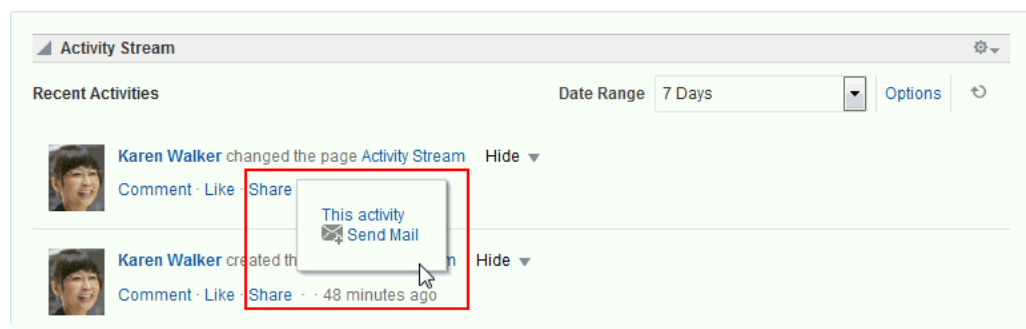 Activity Stream
Recent Activities Date Range 7 Days Options
Karen Walker changed the page Activity Stream Hide
Comment · Like · Share
This activity
Send Mail
Karen Walker created Hide
Comment · Like · Share · · 48 minutes ago